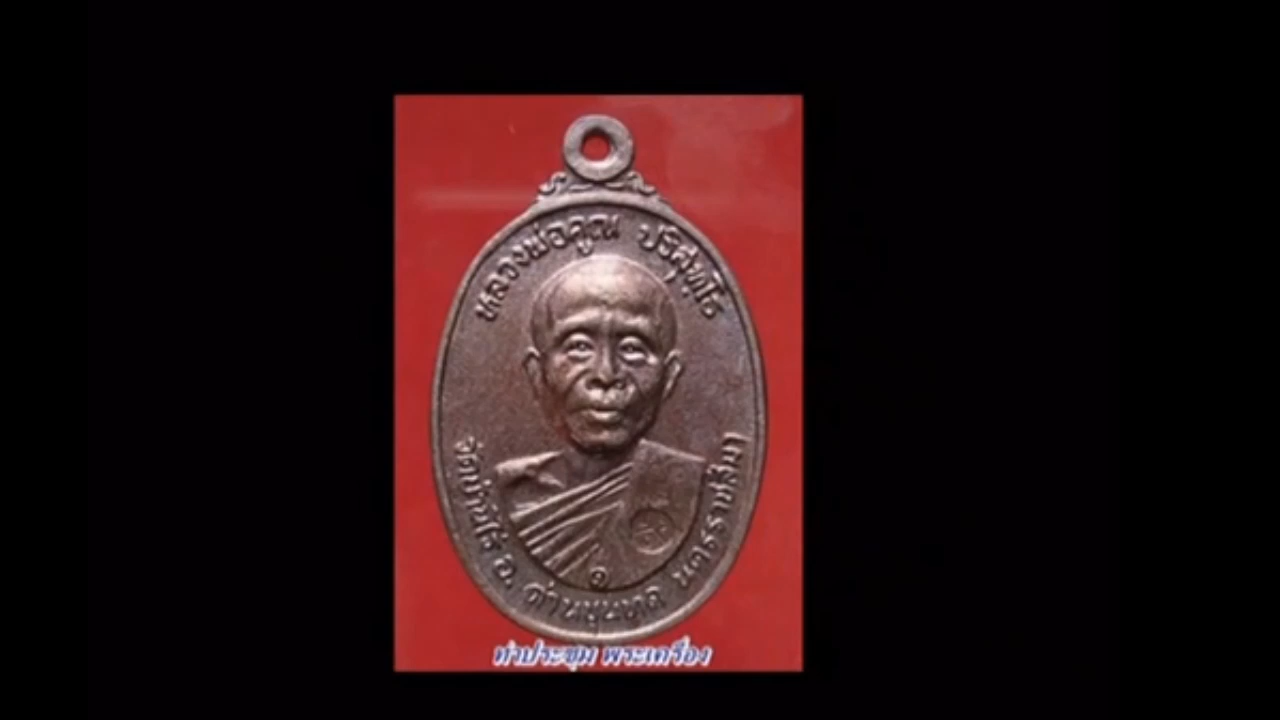 หลวงพ่อคูณ ปริสุทฺโธ
วัดบ้านไร่ อ. ด่านขุนทด นครราชสีมา
๑
ท่าประชุม พระเครื่อง